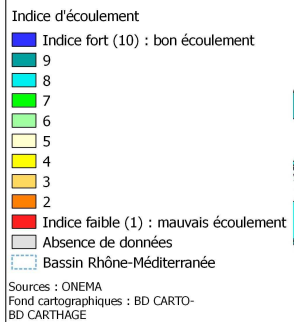 Indice d'écoulement
Indice fort (10) : bon écoulement
9
8
7
6
5
4
3
2
Indice faible (1) : mauvais écoulement
Absence de données
Bassin Rhône-Méditerranée
Sources : ONEMA
Fond cartographiques : BD CARTO-
BD CARTHAGE